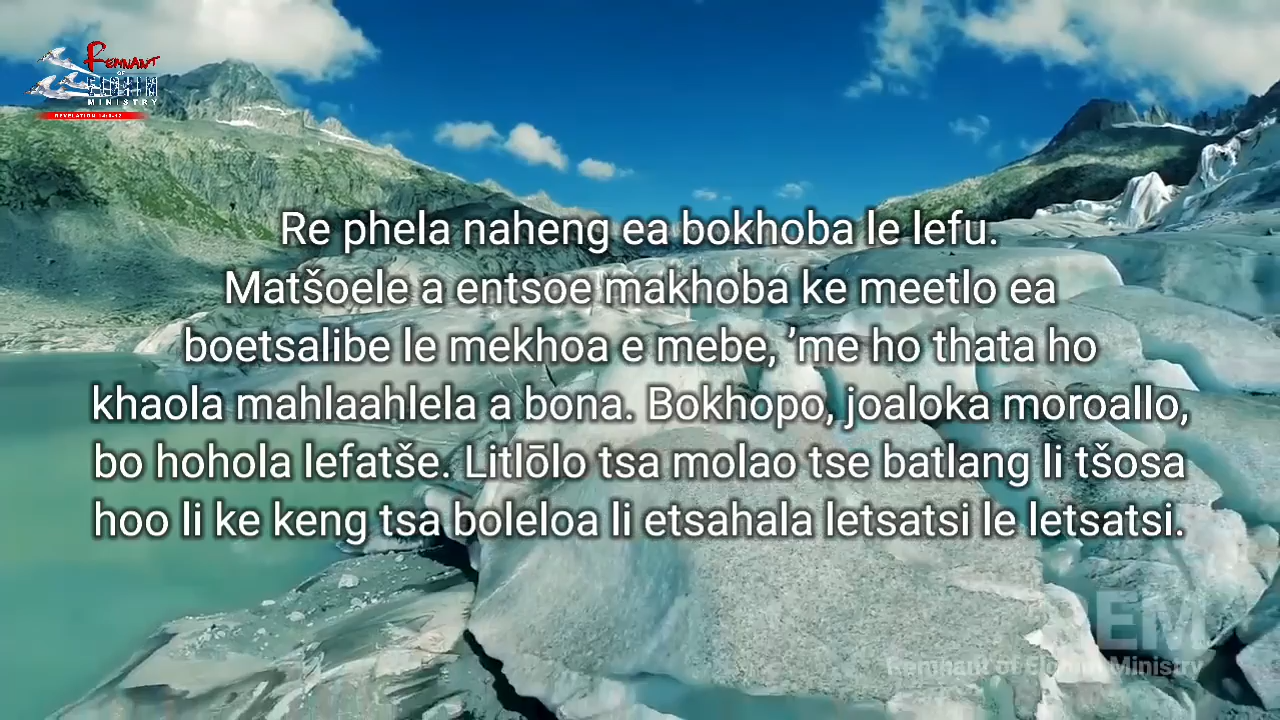 REMNANT
OF
ELOHIM
MINISTRY
Re phela naheng ea bokhoba le lefu.
Matšoele a entsoe makhoba ke meetlo ea
boetsalibe le mekhoa e mebe, ’me ho thata ho
khaola mahlaahlela a bona. Bokhopo, joaloka moroallo,
bo hohola lefatše. Litlōlo tsa molao tse batlang li tšosa
hoo li ke keng tsa boleloa li etsahala letsatsi le letsatsi.
REM
Remnant of Elohim Ministry